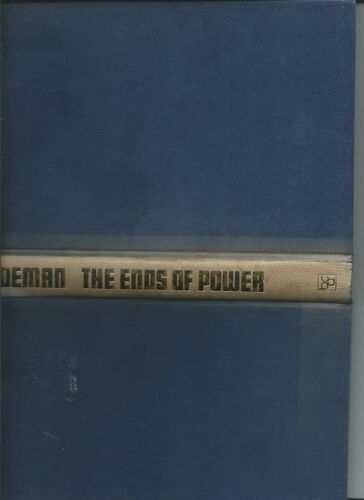 DEMAN THE ENDS OF POWER